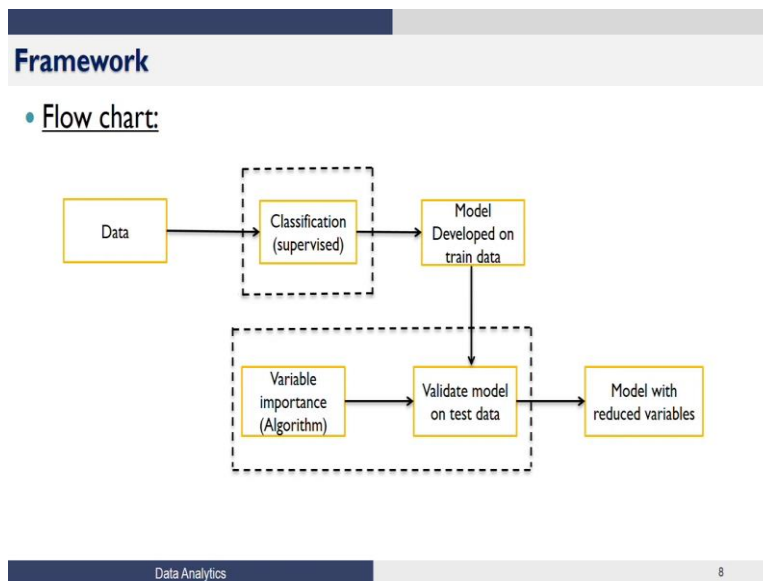 Framework
• Flow chart:
Data
Classification
(supervised)
Model
Developed on
train data
Variable
importance
(Algorithm)
Validate model
on test data
Model with
reduced variables
Data Analytics
8